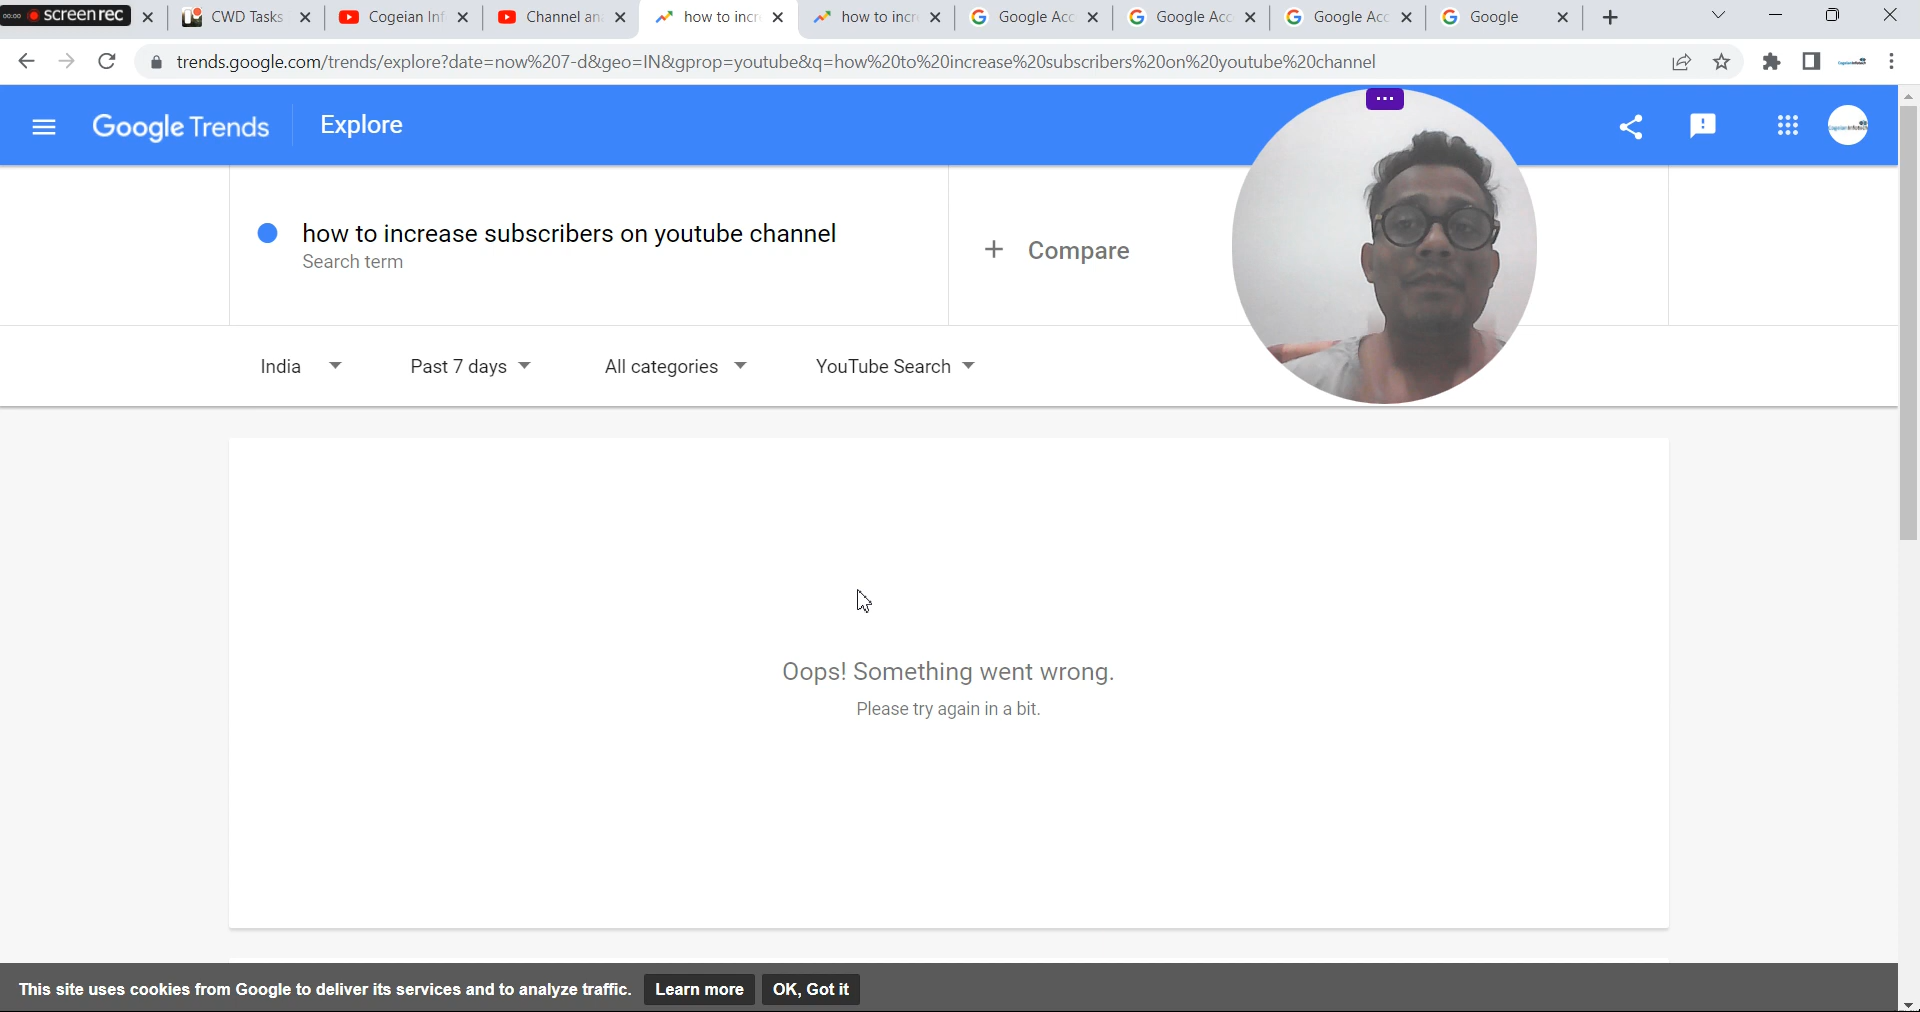 00:00 screenrec
CWD Tasks
Cogeian Inf
Channel an
how to incr
how to incr
Google Acc
Google Acc
Google Acc
Google
trends.google.com/trends/explore?date=now%207-d&geo=IN&gprop=youtube&q=how%20to%20increase%20subscribers%20on%20youtube%20channel
Google Trends
Explore
how to increase subscribers on youtube channel
Search term
+ Compare
India
Past 7 days
All categories
YouTube Search
Oops! Something went wrong.
Please try again in a bit.
This site uses cookies from Google to deliver its services and to analyze traffic.
Learn more
OK, Got it